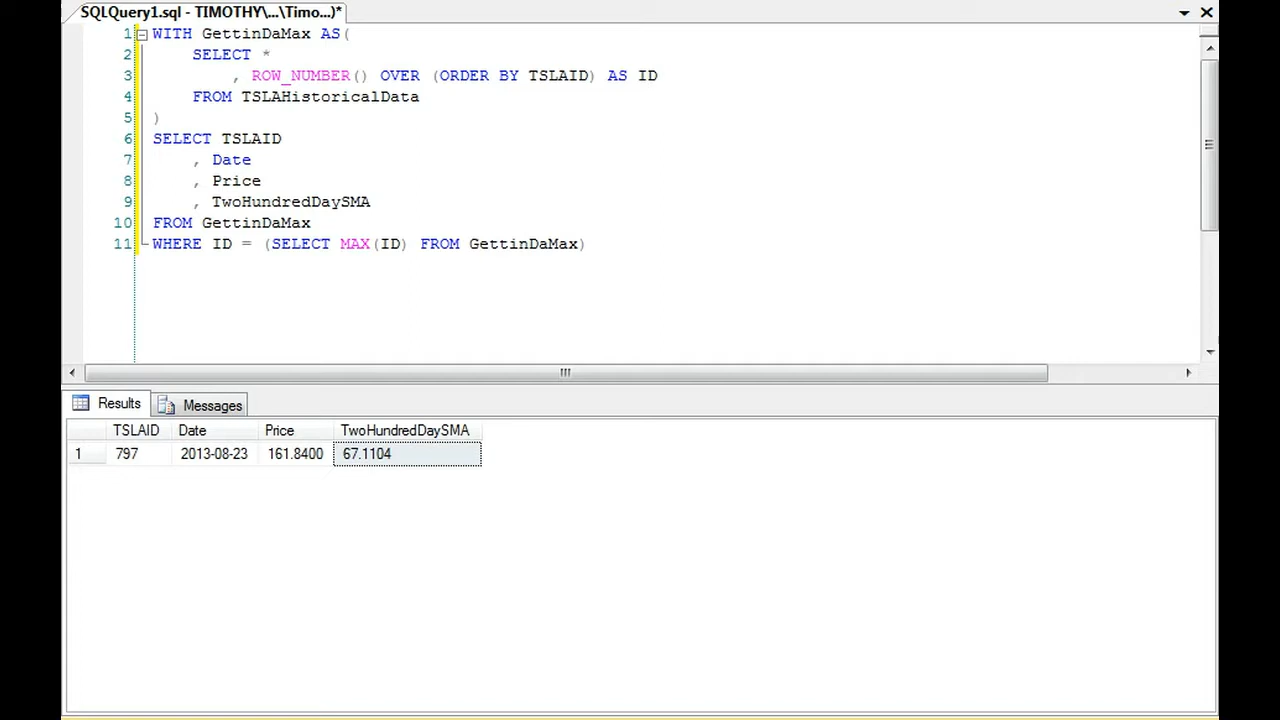 SQLQuery1.sql - TIMOTHY\...\Timo...)*
1 WITH GettinDaMax AS(
2 SELECT *
3 , ROW_NUMBER() OVER (ORDER BY TSLAID) AS ID
4 FROM TSLAHistoricalData
5 )
6 SELECT TSLAID
7 , Date
8 , Price
9 , TwoHundredDaySMA
10 FROM GettinDaMax
11 WHERE ID = (SELECT MAX(ID) FROM GettinDaMax)
Results Messages
TSLAID Date Price TwoHundredDaySMA
1 797 2013-08-23 161.8400 67.1104